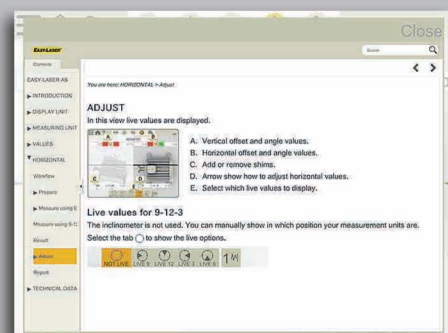 Close
EASY-LASER
Search
Contents
EASY-LASER AS
INTRODUCTION
DISPLAY UNIT
MEASURING UNIT
VALUES
HORIZONTAL
Workflow
Prepare
Measure using E
Measure using 9-1
Result
Adjust
Report
TECHNICAL DATA
You are here: HORIZONTAL > Adjust
ADJUST
In this view live values are displayed.
A B
C
D
E
A. Vertical offset and angle values.
B. Horizontal offset and angle values.
C. Add or remove shims.
D. Arrow show how to adjust horizontal values.
E. Select which live values to display.
Live values for 9-12-3
The inclinometer is not used. You can manually show in which position your measurement units are.
Select the tab to show the live options.
NOT LIVE LIVE 9 LIVE 12 LIVE 3 LIVE 6